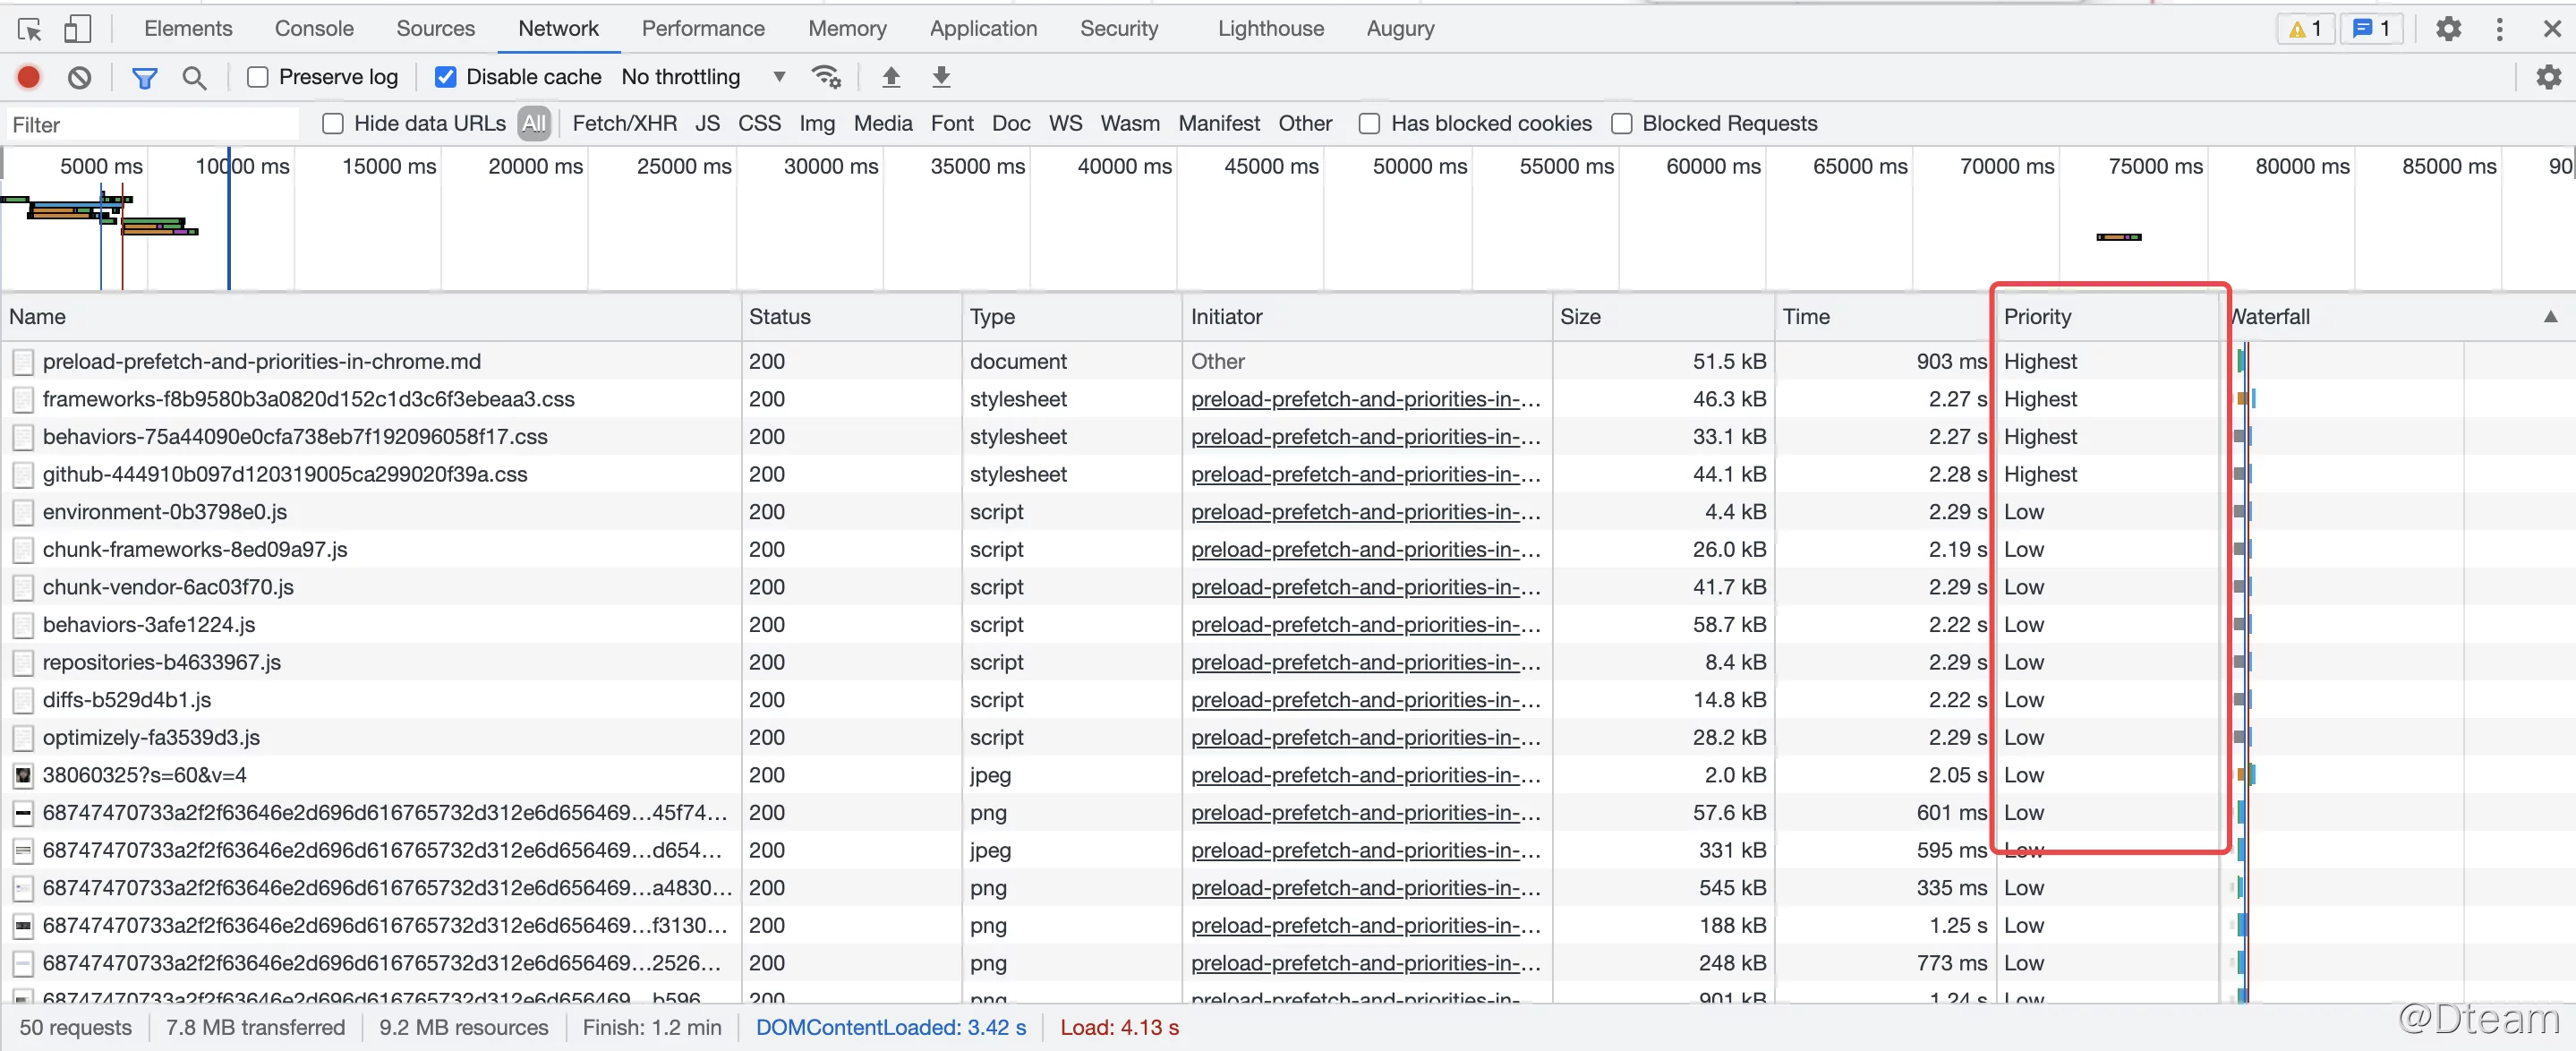 Elements Console Sources Network Performance Memory Application Security Lighthouse Augury 1 1
Preserve log Disable cache No throttling
Filter Hide data URLs All Fetch/XHR JS CSS Img Media Font Doc WS Wasm Manifest Other Has blocked cookies Blocked Requests
5000 ms 10000 ms 15000 ms 20000 ms 25000 ms 30000 ms 35000 ms 40000 ms 45000 ms 50000 ms 55000 ms 60000 ms 65000 ms 70000 ms 75000 ms 80000 ms 85000 ms 90
Name Status Type Initiator Size Time Priority Waterfall
preload-prefetch-and-priorities-in-chrome.md 200 document Other 51.5 kB 903 ms Highest
frameworks-f8b9580b3a0820d152c1d3c6f3ebeaa3.css 200 stylesheet preload-prefetch-and-priorities-in-... 46.3 kB 2.27 s Highest
behaviors-75a44090e0cfa738eb7f192096058f17.css 200 stylesheet preload-prefetch-and-priorities-in-... 33.1 kB 2.27 s Highest
github-444910b097d120319005ca299020f39a.css 200 stylesheet preload-prefetch-and-priorities-in-... 44.1 kB 2.28 s Highest
environment-0b3798e0.js 200 script preload-prefetch-and-priorities-in-... 4.4 kB 2.29 s Low
chunk-frameworks-8ed09a97.js 200 script preload-prefetch-and-priorities-in-... 26.0 kB 2.19 s Low
chunk-vendor-6ac03f70.js 200 script preload-prefetch-and-priorities-in-... 41.7 kB 2.29 s Low
behaviors-3afe1224.js 200 script preload-prefetch-and-priorities-in-... 58.7 kB 2.22 s Low
repositories-b4633967.js 200 script preload-prefetch-and-priorities-in-... 8.4 kB 2.29 s Low
diffs-b529d4b1.js 200 script preload-prefetch-and-priorities-in-... 14.8 kB 2.22 s Low
optimizely-fa3539d3.js 200 script preload-prefetch-and-priorities-in-... 28.2 kB 2.29 s Low
38060325?s=60&v=4 200 jpeg preload-prefetch-and-priorities-in-... 2.0 kB 2.05 s Low
68747470733a2f2f63646e2d696d616765732d312e6d656469...45f74... 200 png preload-prefetch-and-priorities-in-... 57.6 kB 601 ms Low
68747470733a2f2f63646e2d696d616765732d312e6d656469...d654... 200 jpeg preload-prefetch-and-priorities-in-... 331 kB 595 ms Low
68747470733a2f2f63646e2d696d616765732d312e6d656469...a4830... 200 png preload-prefetch-and-priorities-in-... 545 kB 335 ms Low
68747470733a2f2f63646e2d696d616765732d312e6d656469...f3130... 200 png preload-prefetch-and-priorities-in-... 188 kB 1.25 s Low
68747470733a2f2f63646e2d696d616765732d312e6d656469...2526... 200 png preload-prefetch-and-priorities-in-... 248 kB 773 ms Low
68747470733a2f2f63646e2d696d616765732d312e6d656469...b596... 200 png preload-prefetch-and-priorities-in-... 901 kB 1.24 s Low
50 requests 7.8 MB transferred 9.2 MB resources Finish: 1.2 min DOMContentLoaded: 3.42 s Load: 4.13 s
@Dteam